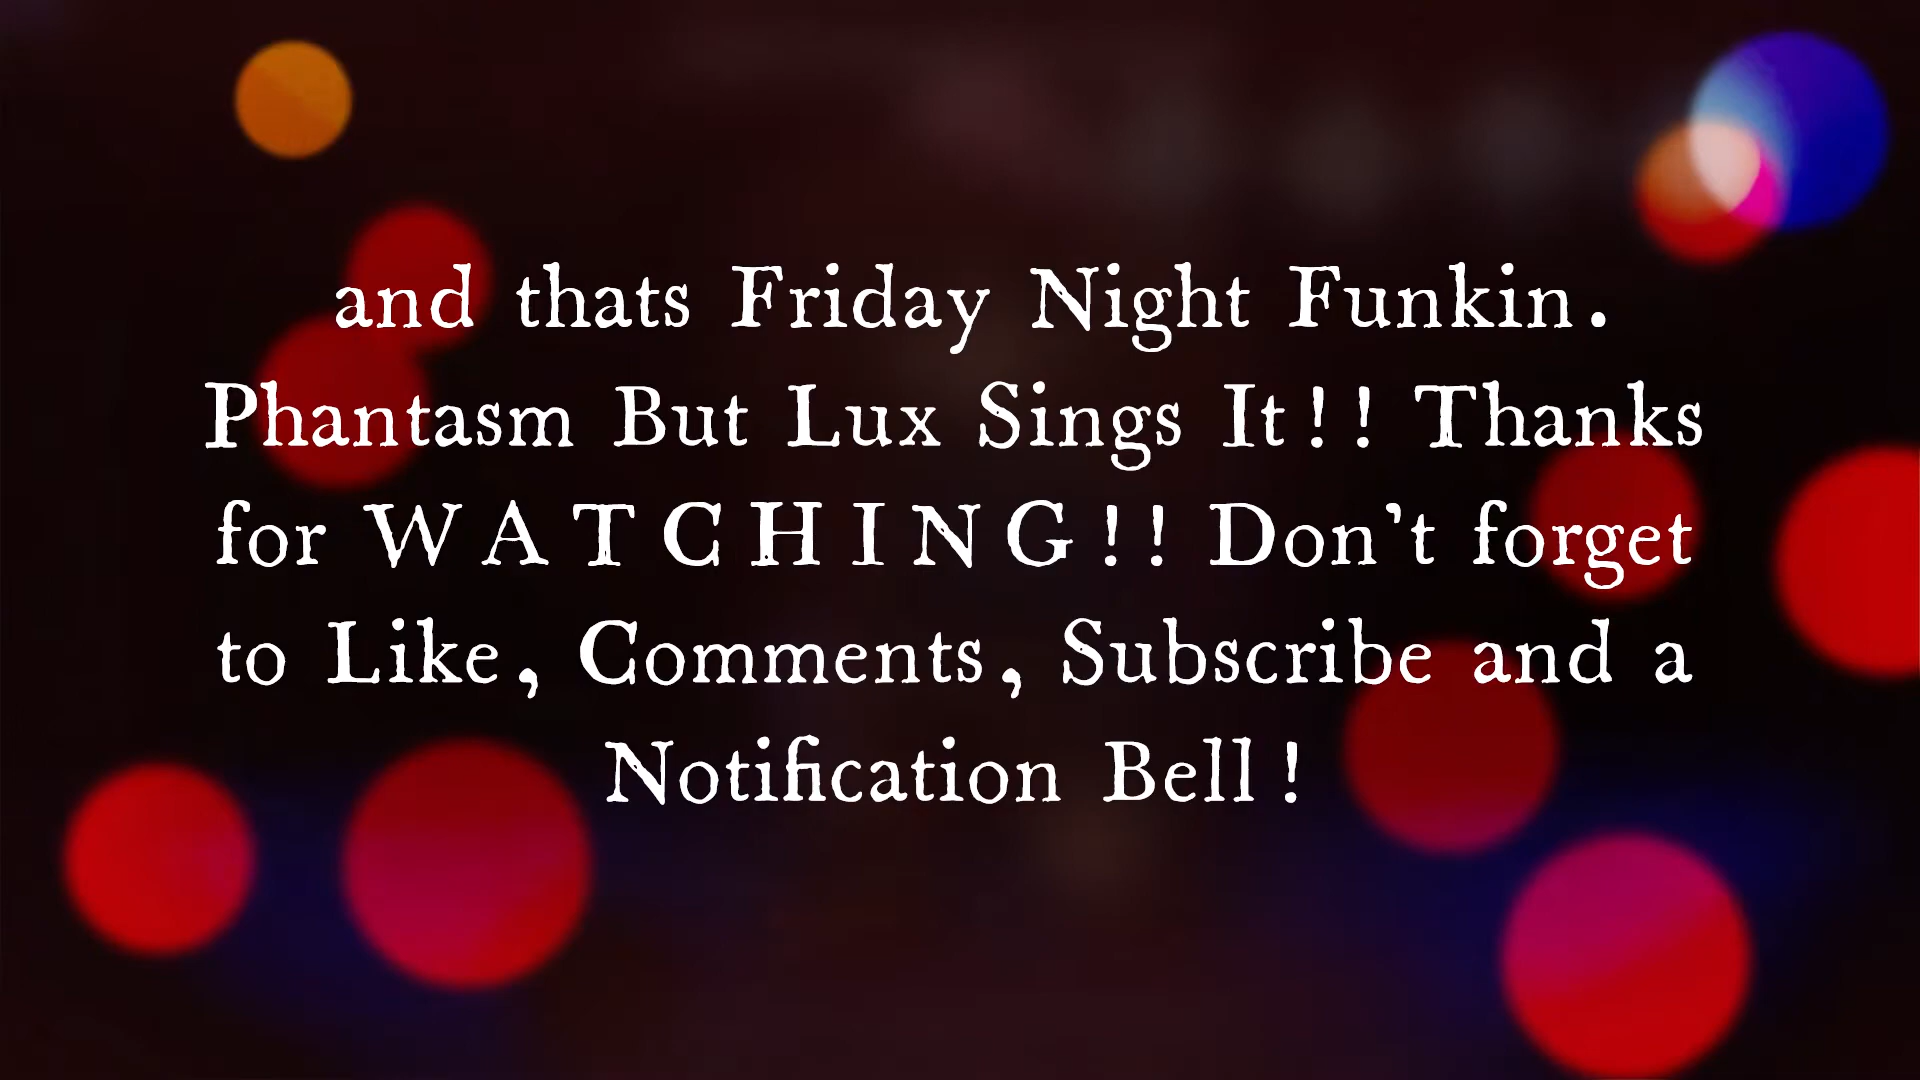 and thats Friday Night Funkin.
Phantasm But Lux Sings It!! Thanks
for W A T C H I N G !! Don't forget
to Like, Comments, Subscribe and a
Notification Bell!